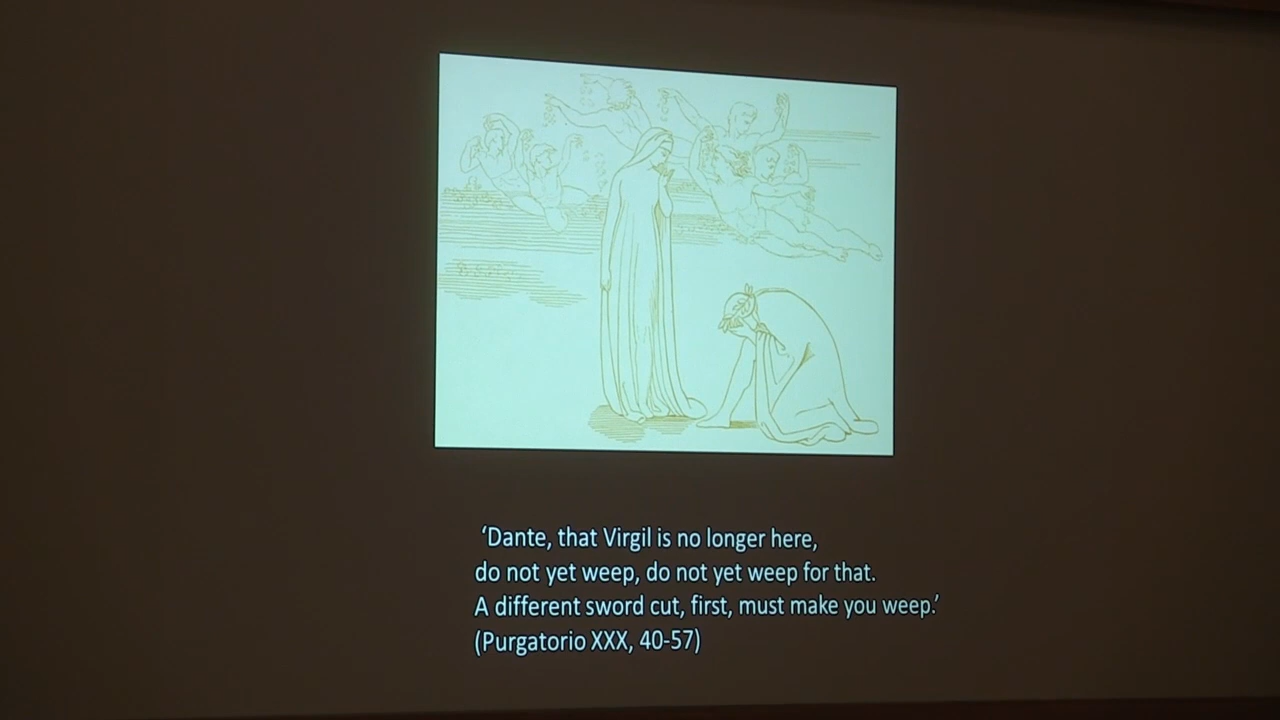 ‘Dante, that Virgil is no longer here,
do not yet weep, do not yet weep for that.
A different sword cut, first, must make you weep.’
(Purgatorio XXX, 40-57)